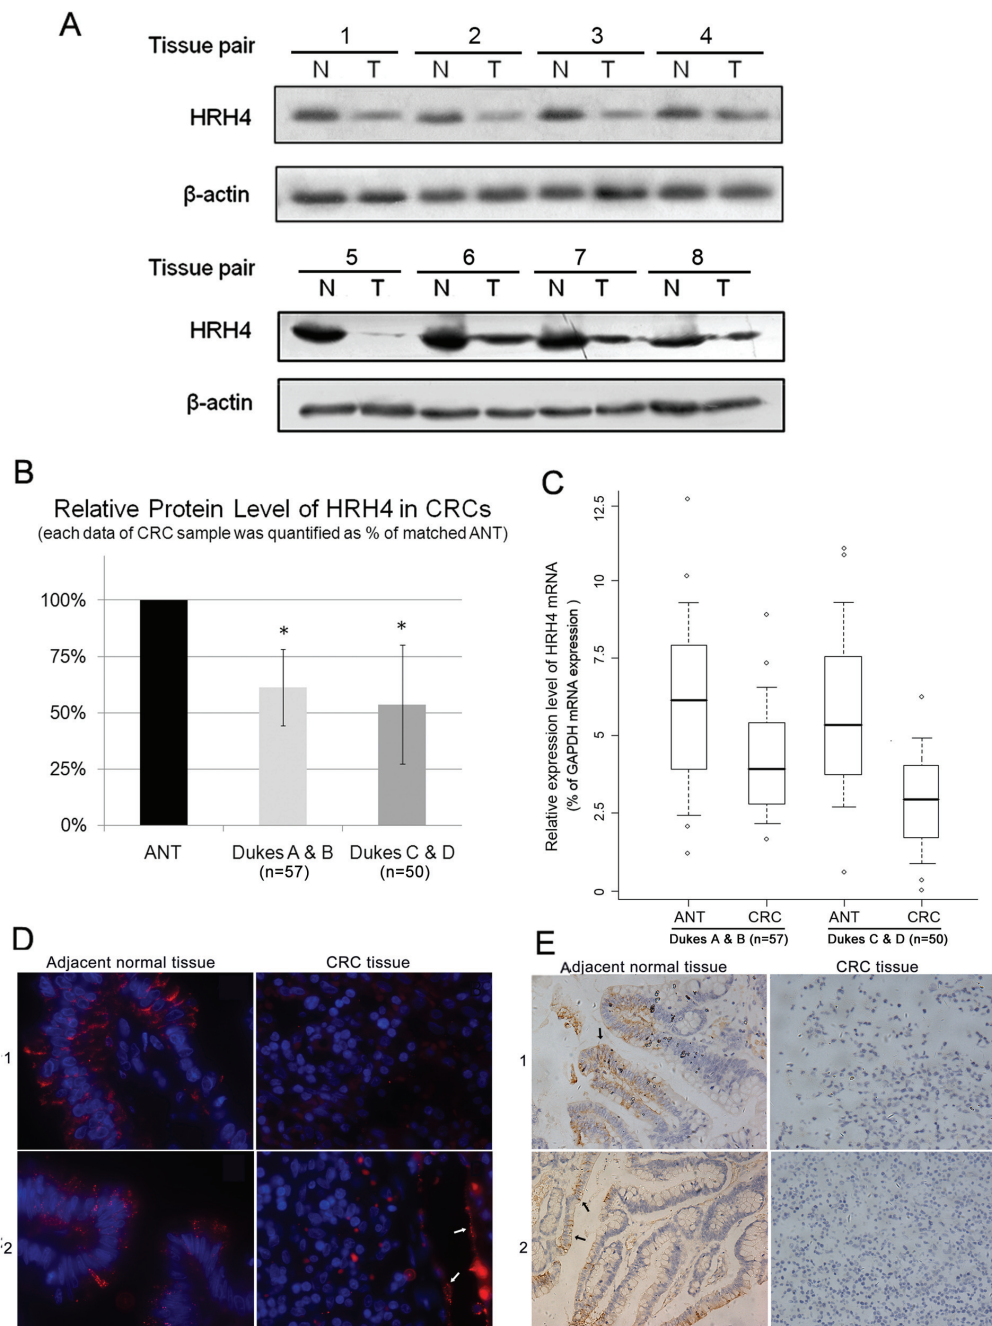 A
Tissue pair 1 2 3 4
N T N T N T N T
HRH4
β-actin
Tissue pair 5 6 7 8
N T N T N T N T
HRH4
β-actin
B
Relative Protein Level of HRH4 in CRCs
(each data of CRC sample was quantified as % of matched ANT)
100%
75%
50%
25%
0%
* *
ANT Dukes A & B Dukes C & D
(n=57) (n=50)
C
Relative expression level of HRH4 mRNA
(% of GAPDH mRNA expression )
12.5
10
7.5
5
2.5
0
ANT CRC ANT CRC
Dukes A & B (n=57) Dukes C & D (n=50)
D
Adjacent normal tissue CRC tissue
1
2
E
Adjacent normal tissue CRC tissue
1
2